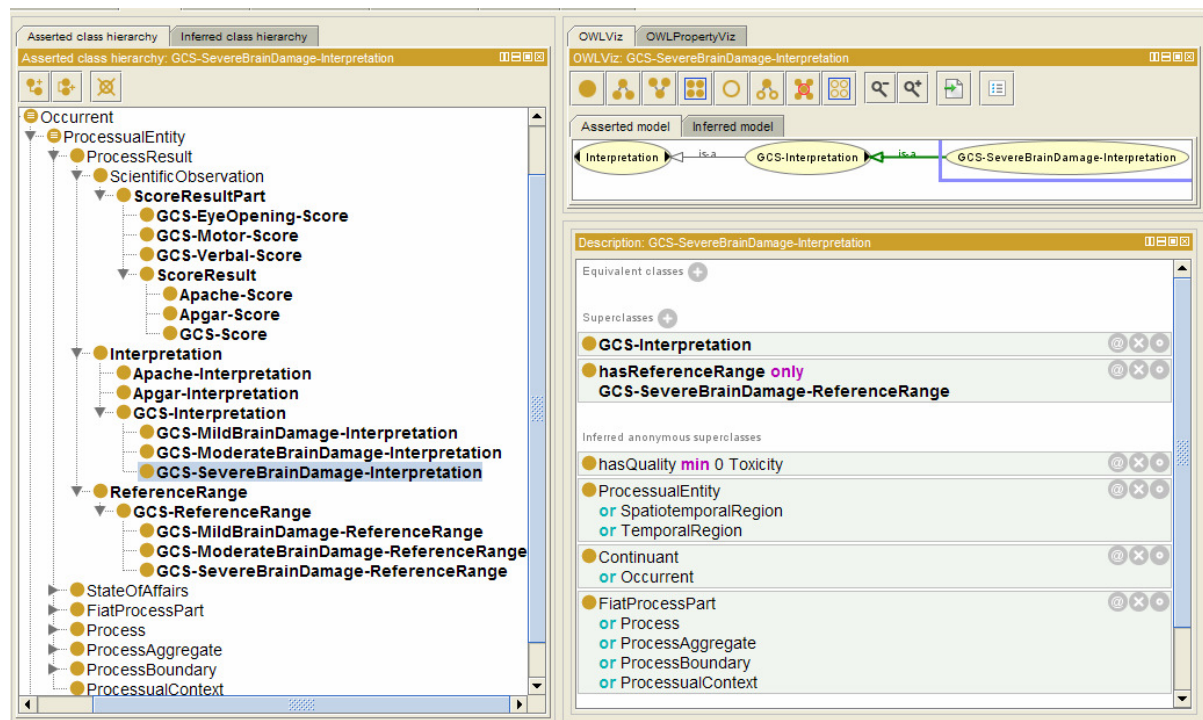 Asserted class hierarchy Inferred class hierarchy
Asserted class hierarchy: GCS-SevereBrainDamage-Interpretation
Occurrent
ProcessualEntity
ProcessResult
ScientificObservation
ScoreResultPart
GCS-EyeOpening-Score
GCS-Motor-Score
GCS-Verbal-Score
ScoreResult
Apache-Score
Apgar-Score
GCS-Score
Interpretation
Apache-Interpretation
Apgar-Interpretation
GCS-Interpretation
GCS-MildBrainDamage-Interpretation
GCS-ModerateBrainDamage-Interpretation
GCS-SevereBrainDamage-Interpretation
ReferenceRange
GCS-ReferenceRange
GCS-MildBrainDamage-ReferenceRange
GCS-ModerateBrainDamage-ReferenceRange
GCS-SevereBrainDamage-ReferenceRange
StateOfAffairs
FiatProcessPart
Process
ProcessAggregate
ProcessBoundary
ProcessualContext
OWLViz OWLPropertyViz
OWLViz: GCS-SevereBrainDamage-Interpretation
Asserted model Inferred model
Interpretation is-a GCS-Interpretation is-a GCS-SevereBrainDamage-Interpretation
Description: GCS-SevereBrainDamage-Interpretation
Equivalent classes
Superclasses
GCS-Interpretation
hasReferenceRange only
GCS-SevereBrainDamage-ReferenceRange
Inferred anonymous superclasses
hasQuality min 0 Toxicity
ProcessualEntity
or SpatiotemporalRegion
or TemporalRegion
Continuant
or Occurrent
FiatProcessPart
or Process
or ProcessAggregate
or ProcessBoundary
or ProcessualContext